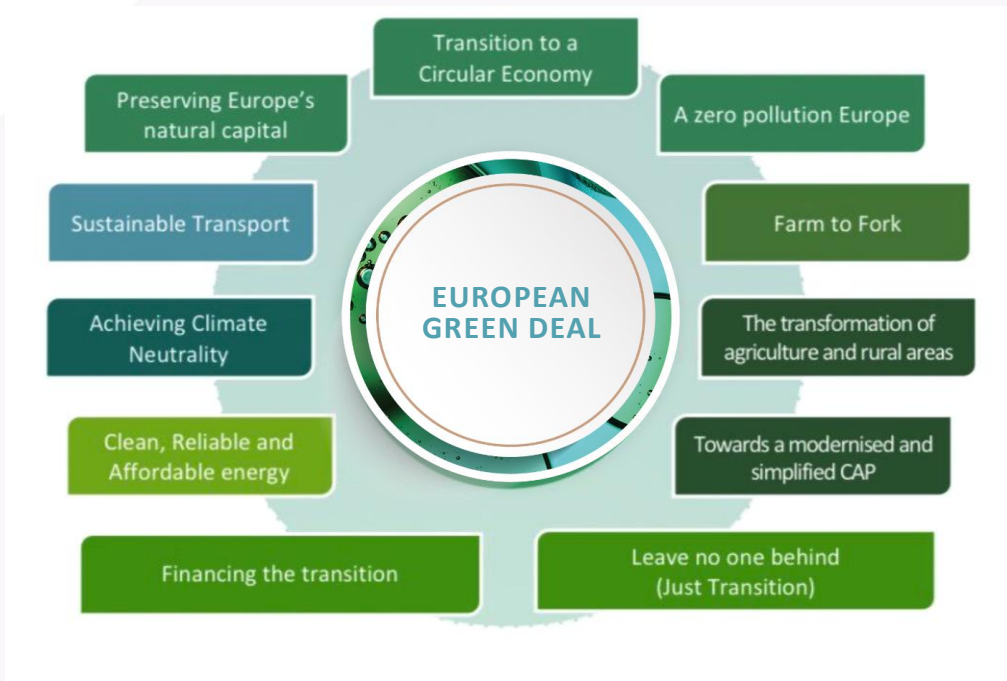 Transition to a
Circular Economy
Preserving Europe's
natural capital
A zero pollution Europe
Sustainable Transport
Farm to Fork
EUROPEAN
GREEN DEAL
Achieving Climate
Neutrality
The transformation of
agriculture and rural areas
Clean, Reliable and
Affordable energy
Towards a modernised and
simplified CAP
Financing the transition
Leave no one behind
(Just Transition)